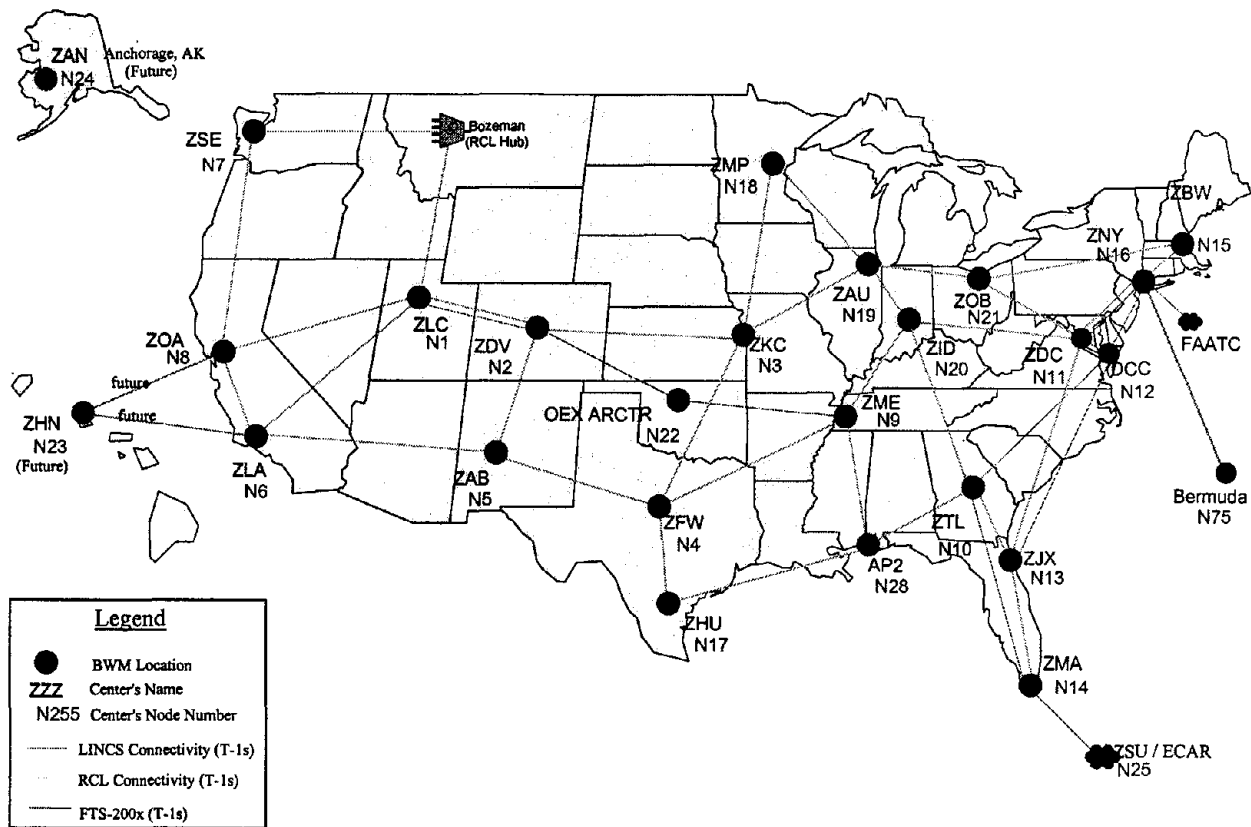 ZAN
N24
Anchorage, AK
(Future)
ZSE
N7
Bozeman
(RCL Hub)
ZMP
N18
ZBW
N15
ZNY
N16
ZAU
N19
ZOB
N21
FAATC
ZOA
N8
ZLC
N1
ZDV
N2
ZKC
N3
ZID
N20
ZDC
N11
DCC
N12
future
future
ZHN
N23
(Future)
ZLA
N6
ZAB
N5
OEX ARCTR
N22
ZME
N9
ZFW
N4
ZTL
N10
Bermuda
N75
AP2
N28
ZJX
N13
ZHU
N17
ZMA
N14
ZSU / ECAR
N25
Legend
BWM Location
ZZZ Center's Name
N255 Center's Node Number
LINCS Connectivity (T-1s)
RCL Connectivity (T-1s)
FTS-200x (T-1s)